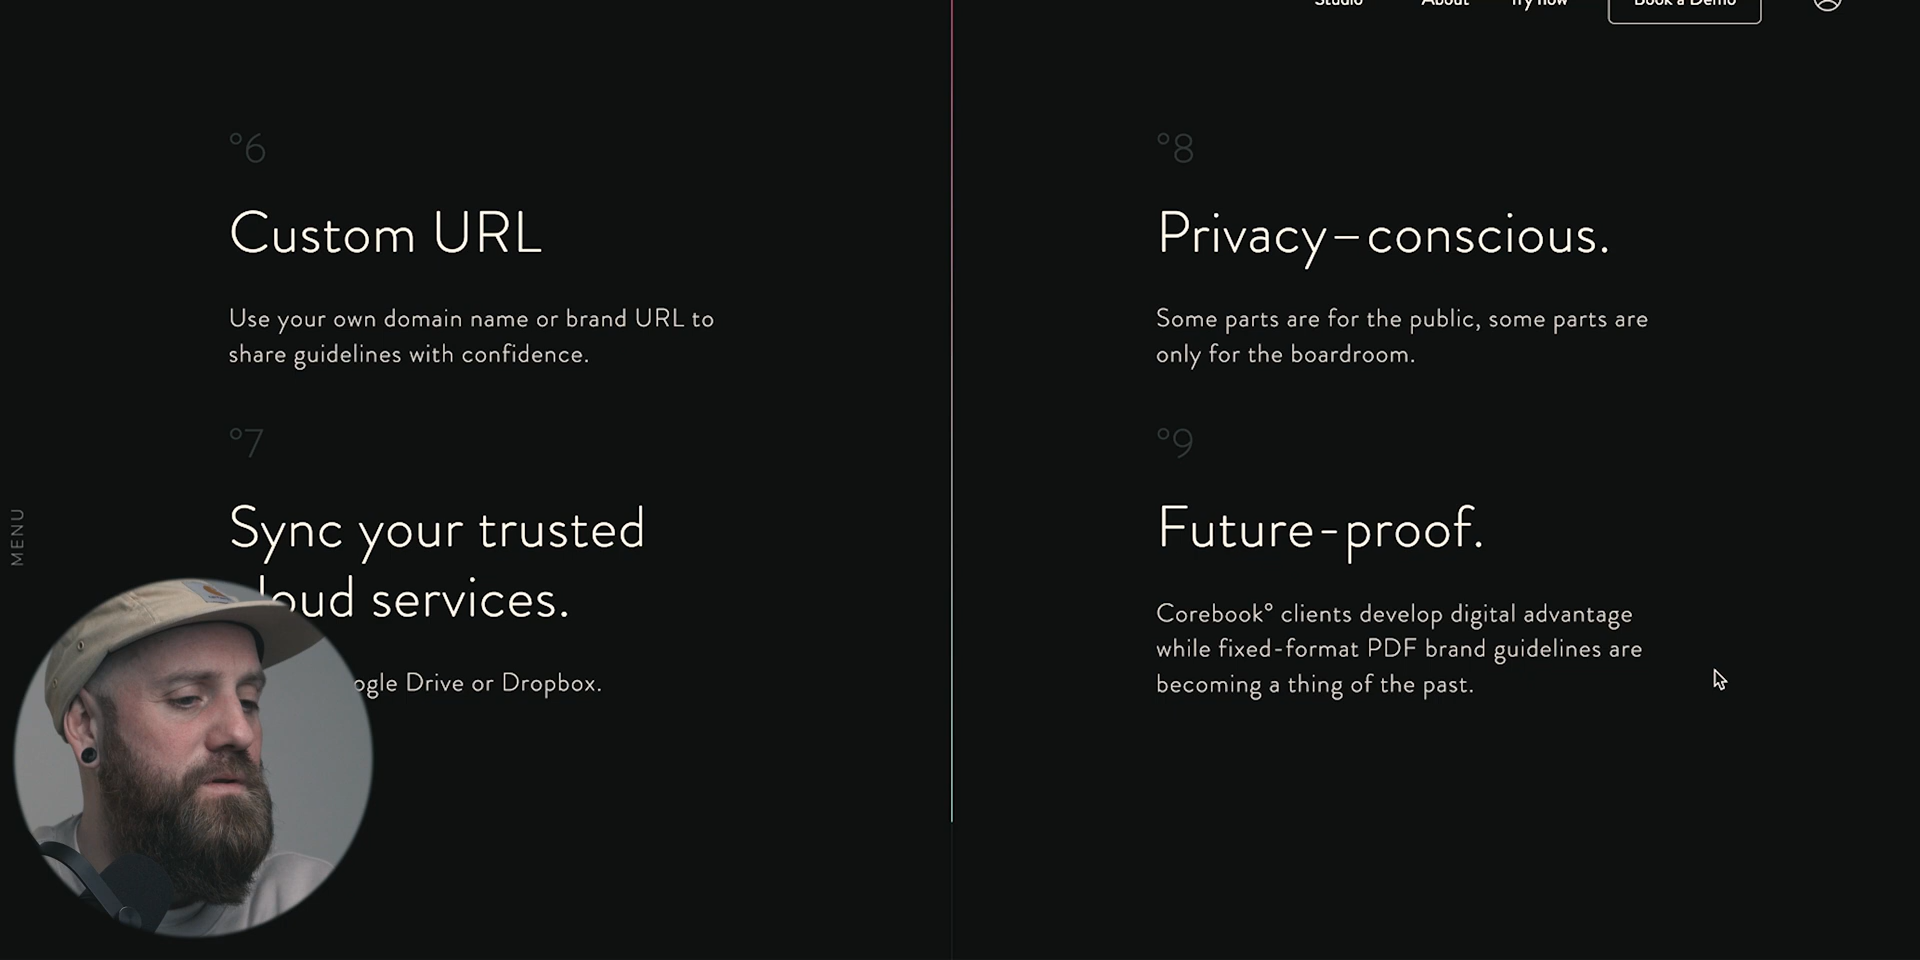 Studio
About
Try now
Book a Demo
°6
Custom URL
Use your own domain name or brand URL to
share guidelines with confidence.
°7
Sync your trusted
cloud services.
Drive or Dropbox.
MENU
°8
Privacy–conscious.
Some parts are for the public, some parts are
only for the boardroom.
°9
Future-proof.
Corebook° clients develop digital advantage
while fixed-format PDF brand guidelines are
becoming a thing of the past.